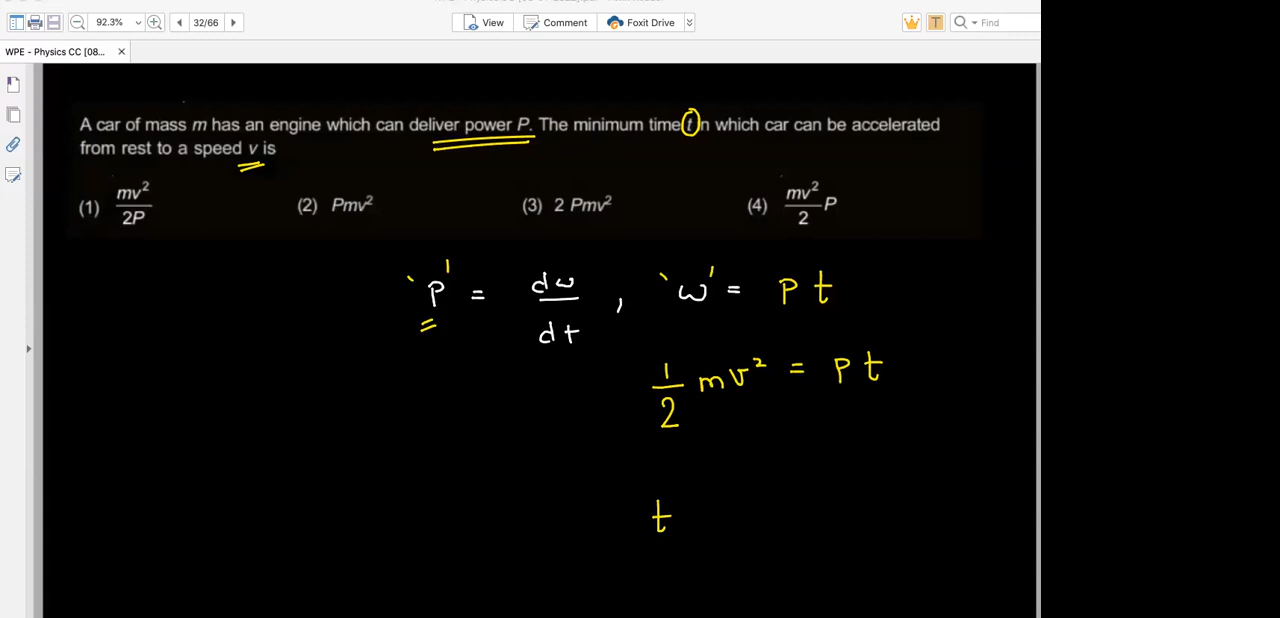 92.3%
32/66
View
Comment
Foxit Drive
T
Find
WPE - Physics CC [08...
A car of mass m has an engine which can deliver power P. The minimum time t in which car can be accelerated
from rest to a speed v is
(1) mv²/2P (2) Pmv² (3) 2 Pmv² (4) mv²/2 P
'P' = dw/dt , 'w' = P t
1/2 mv² = P t
t